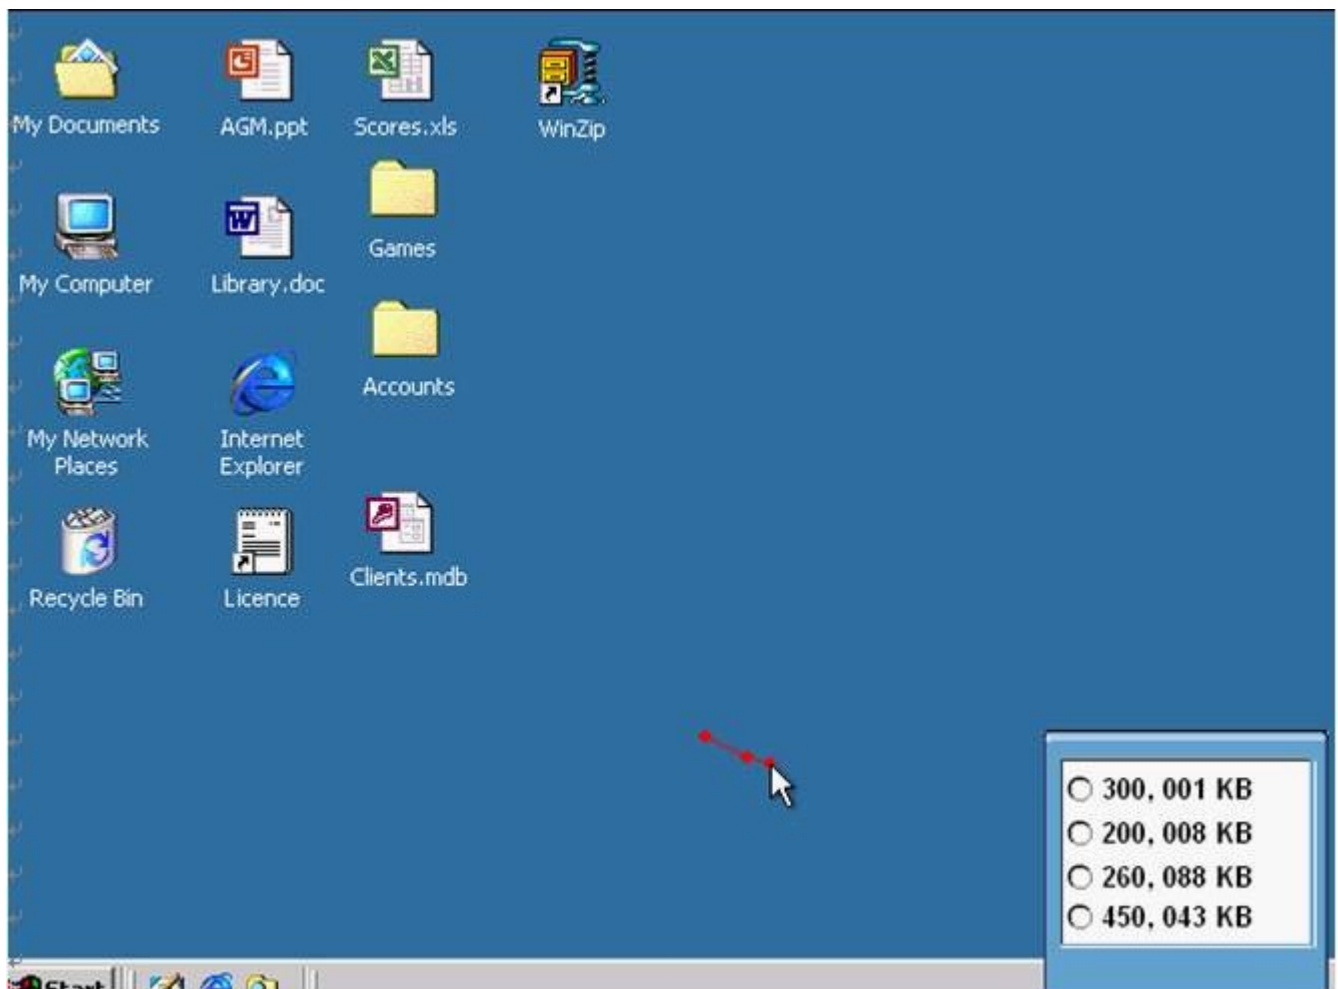 My Documents
AGM.ppt
Scores.xls
WinZip
My Computer
Library.doc
Games
Accounts
My Network
Places
Internet
Explorer
Recycle Bin
Licence
Clients.mdb
300, 001 KB
200, 008 KB
260, 088 KB
450, 043 KB
Start